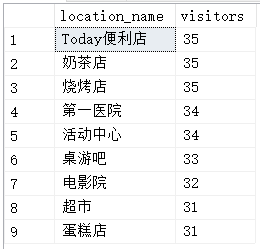 location_name visitors
1 Today便利店 35
2 奶茶店 35
3 烧烤店 35
4 第一医院 34
5 活动中心 34
6 桌游吧 33
7 电影院 32
8 超市 31
9 蛋糕店 31